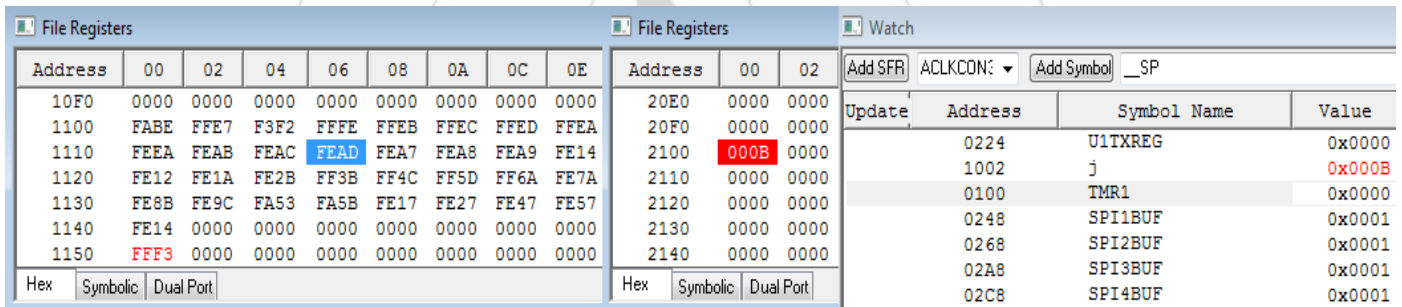 File Registers
Address 00 02 04 06 08 0A 0C 0E
10F0 0000 0000 0000 0000 0000 0000 0000 0000
1100 FABE FFE7 F3F2 FFFE FFEB FFEC FFED FFEA
1110 FEEA FEAB FEAC FEAD FEA7 FEA8 FEA9 FE14
1120 FE12 FE1A FE2B FF3B FF4C FF5D FF6A FE7A
1130 FE8B FE9C FA53 FA5B FE17 FE27 FE47 FE57
1140 FE14 0000 0000 0000 0000 0000 0000 0000
1150 FFF3 0000 0000 0000 0000 0000 0000 0000
Hex Symbolic Dual Port
File Registers
Address 00 02
20E0 0000 0000
20F0 0000 0000
2100 000B 0000
2110 0000 0000
2120 0000 0000
2130 0000 0000
2140 0000 0000
Hex Symbolic Dual Port
Watch
Add SFR Add Symbol __SP
Update Address Symbol Name Value
0224 U1TXREG 0x0000
1002 j 0x000B
0100 TMR1 0x0000
0248 SPI1BUF 0x0001
0268 SPI2BUF 0x0001
02A8 SPI3BUF 0x0001
02C8 SPI4BUF 0x0001